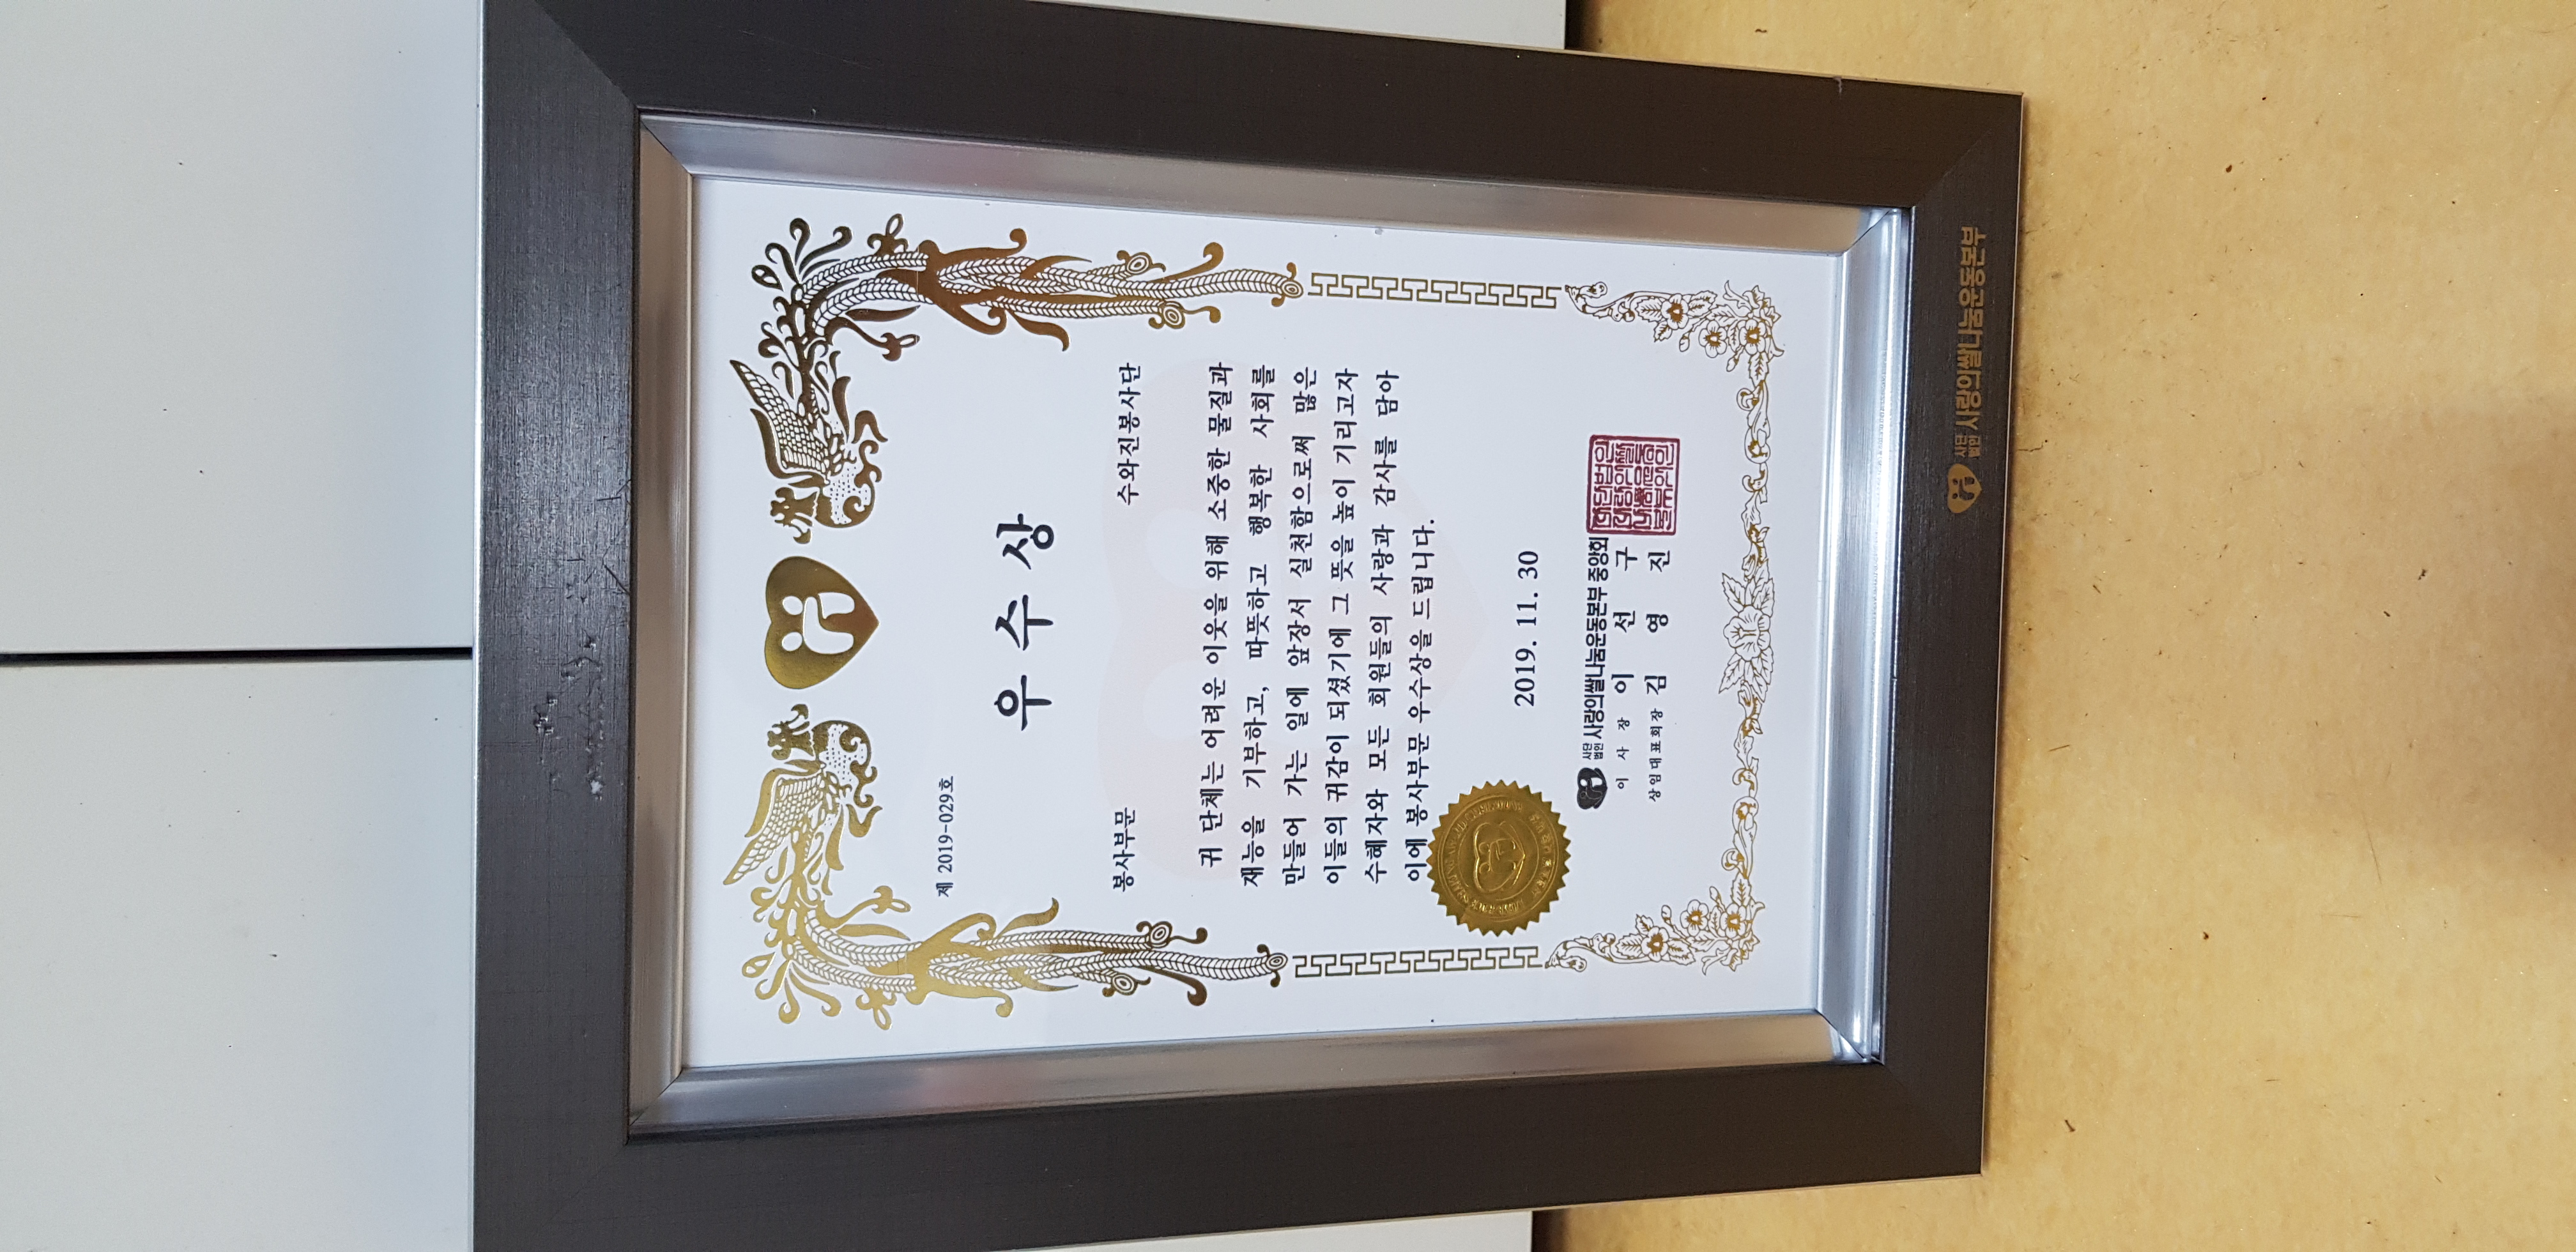 제 2019-029호
우 수 상
봉사부문 수와진봉사단
귀 단체는 어려운 이웃을 위해 소중한 물질과
재능을 기부하고, 따뜻하고 행복한 사회를
만들어 가는 일에 앞장서 실천함으로써 많은
이들의 귀감이 되셨기에 그 뜻을 높이 기리고자
수혜자와 모든 회원들의 사랑과 감사를 담아
이에 봉사부문 우수상을 드립니다.
2019. 11. 30
사단법인 사랑의쌀나눔운동본부 중앙회
이 사 장 이 선 구
상임대표회장 김 영 진
사단법인 사랑의쌀나눔운동본부